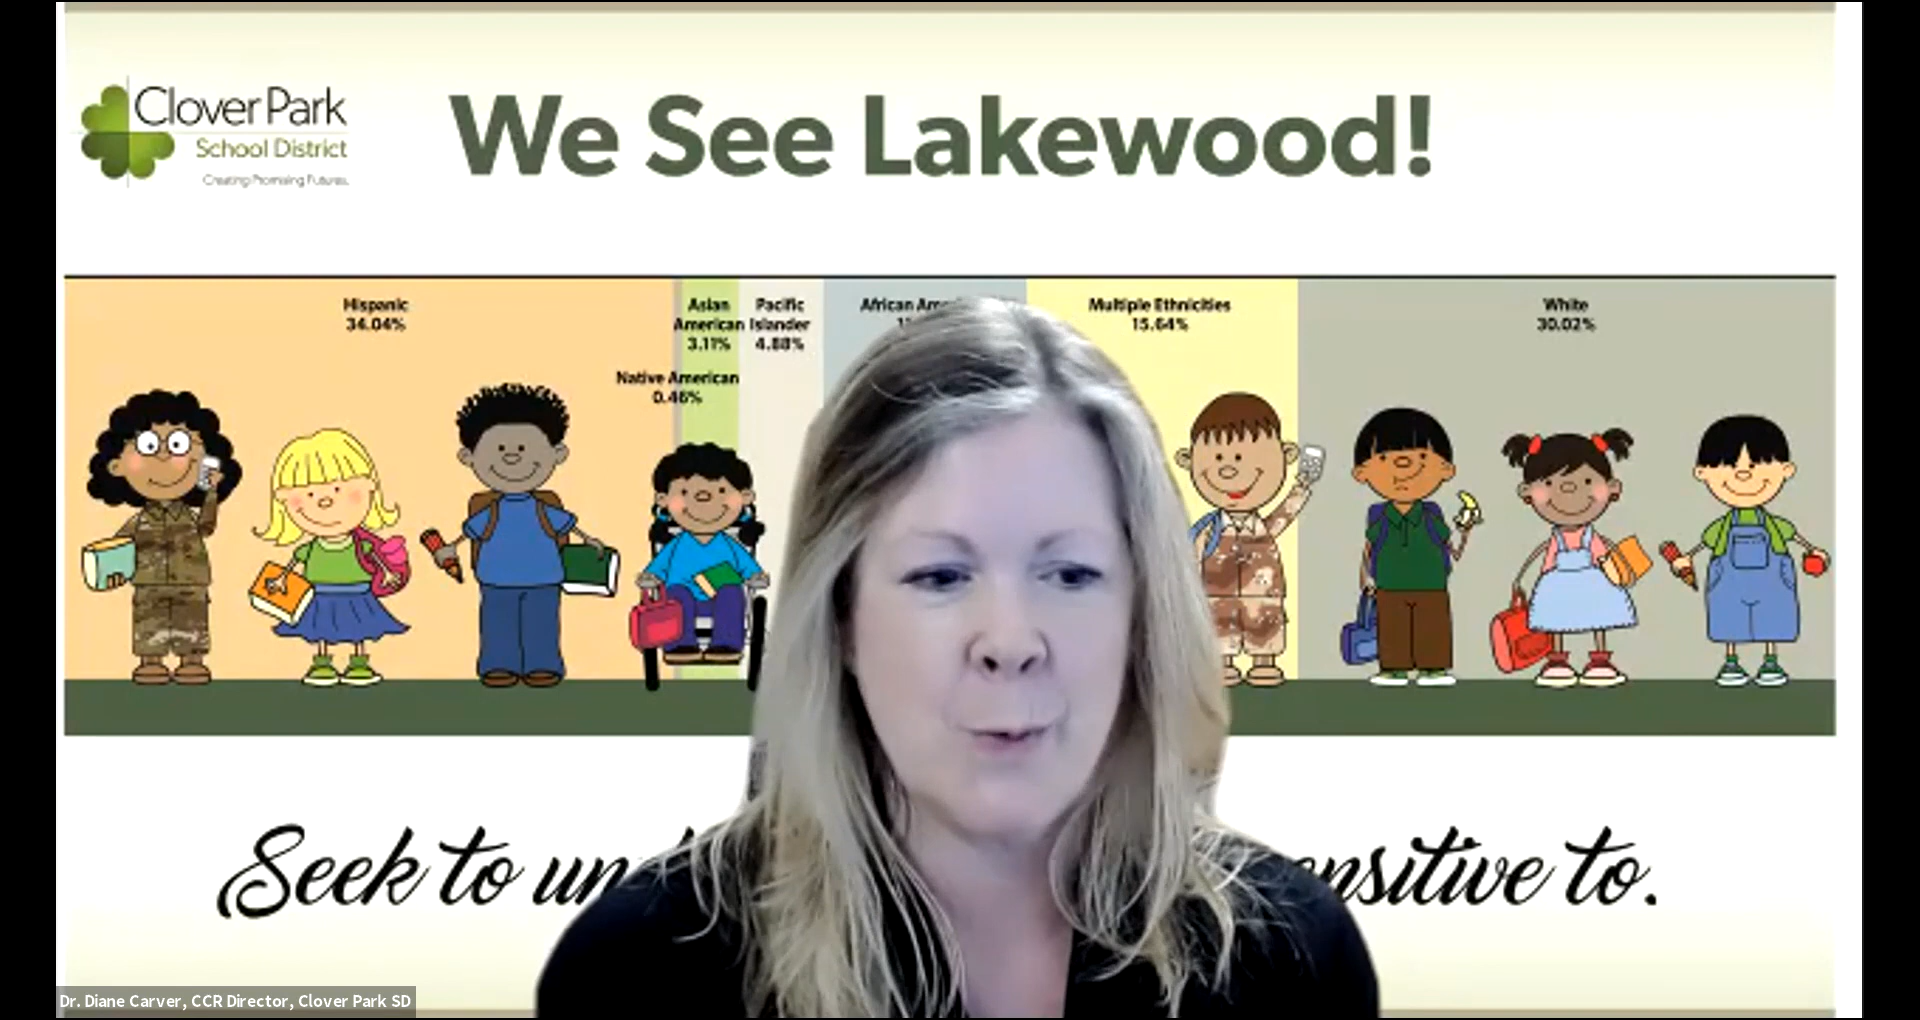 Clover Park
School District
Creating Promising Futures.
We See Lakewood!
Hispanic
34.04%
Asian
American
3.11%
Pacific
Islander
4.88%
Native American
0.46%
African
Multiple Ethnicities
15.64%
White
30.02%
Seek to
to.
Dr. Diane Carver, CCR Director, Clover Park SD